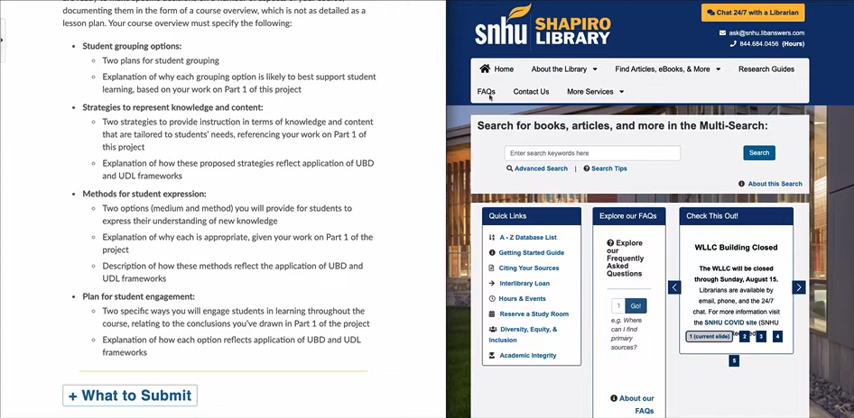 documenting them in the form of a course overview, which is not as detailed as a
lesson plan. Your course overview must specify the following:
• Student grouping options:
○ Two plans for student grouping
○ Explanation of why each grouping option is likely to best support student
learning, based on your work on Part 1 of this project
• Strategies to represent knowledge and content:
○ Two strategies to provide instruction in terms of knowledge and content
that are tailored to students' needs, referencing your work on Part 1 of
this project
○ Explanation of how these proposed strategies reflect application of UBD
and UDL frameworks
• Methods for student expression:
○ Two options (medium and method) you will provide for students to
express their understanding of new knowledge
○ Explanation of why each is appropriate, given your work on Part 1 of the
project
○ Description of how these methods reflect the application of UBD and
UDL frameworks
• Plan for student engagement:
○ Two specific ways you will engage students in learning throughout the
course, relating to the conclusions you've drawn in Part 1 of the project
○ Explanation of how each option reflects application of UBD and UDL
frameworks
+ What to Submit
snhu SHAPIRO
LIBRARY
Chat 24/7 with a Librarian
ask@snhu.libanswers.com
844.684.0456 (Hours)
Home About the Library Find Articles, eBooks, & More Research Guides
FAQs Contact Us More Services
Search for books, articles, and more in the Multi-Search:
Enter search keywords here Search
Advanced Search | Search Tips
About this Search
Quick Links
A - Z Database List
Getting Started Guide
Citing Your Sources
Interlibrary Loan
Hours & Events
Reserve a Study Room
Diversity, Equity, &
Inclusion
Academic Integrity
Explore our FAQs
Explore
our
Frequently
Asked
Questions
1 Go!
e.g. Where
can I find
primary
sources?
About our
FAQs
Check This Out!
WLLC Building Closed
The WLLC will be closed
through Sunday, August 15.
Librarians are available by
email, phone, and the 24/7
chat. For more information visit
the SNHU COVID site (SNHU
1 (current slide) 2 3 4
5